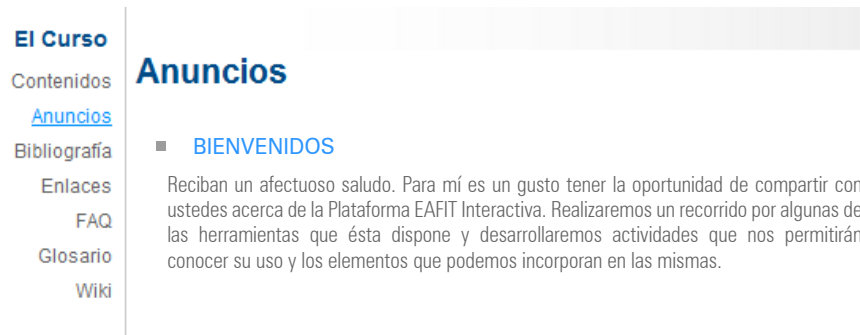 El Curso
Contenidos
Anuncios
Bibliografía
Enlaces
FAQ
Glosario
Wiki
Anuncios
BIENVENIDOS
Reciban un afectuoso saludo. Para mí es un gusto tener la oportunidad de compartir con
ustedes acerca de la Plataforma EAFIT Interactiva. Realizaremos un recorrido por algunas de
las herramientas que ésta dispone y desarrollaremos actividades que nos permitirán
conocer su uso y los elementos que podemos incorporan en las mismas.